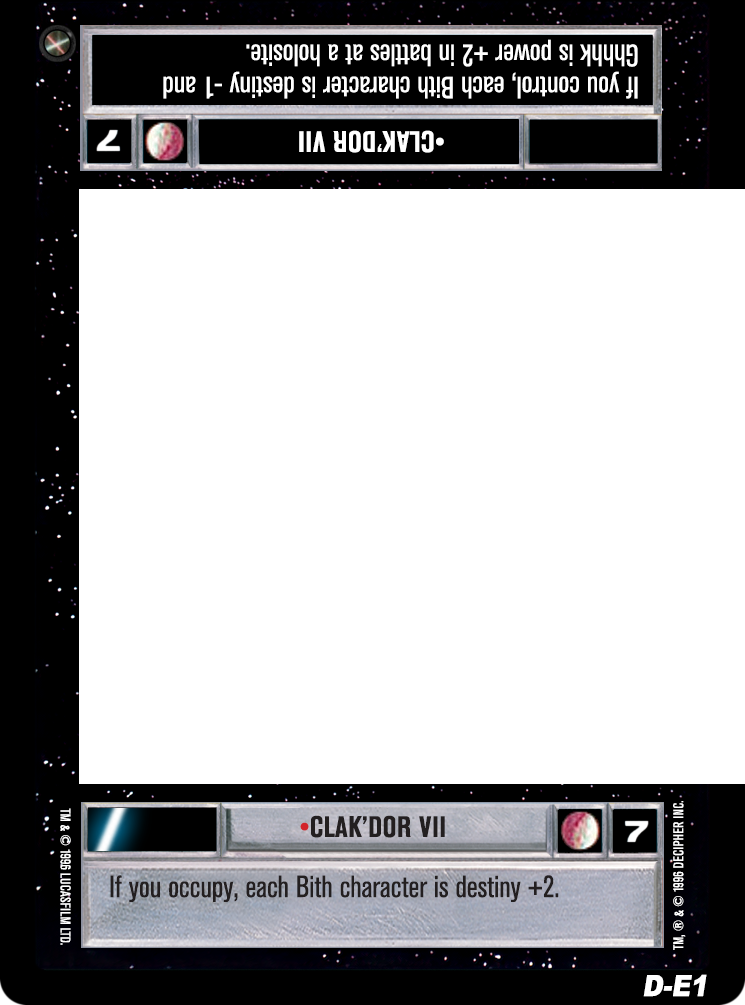 If you control, each Bith character is destiny -1 and
Ghhhk is power +2 in battles at a holosite.
•CLAK'DOR VII
7
•CLAK'DOR VII
7
If you occupy, each Bith character is destiny +2.
TM & © 1996 LUCASFILM LTD.
TM, ® & © 1996 DECIPHER INC.
D-E1